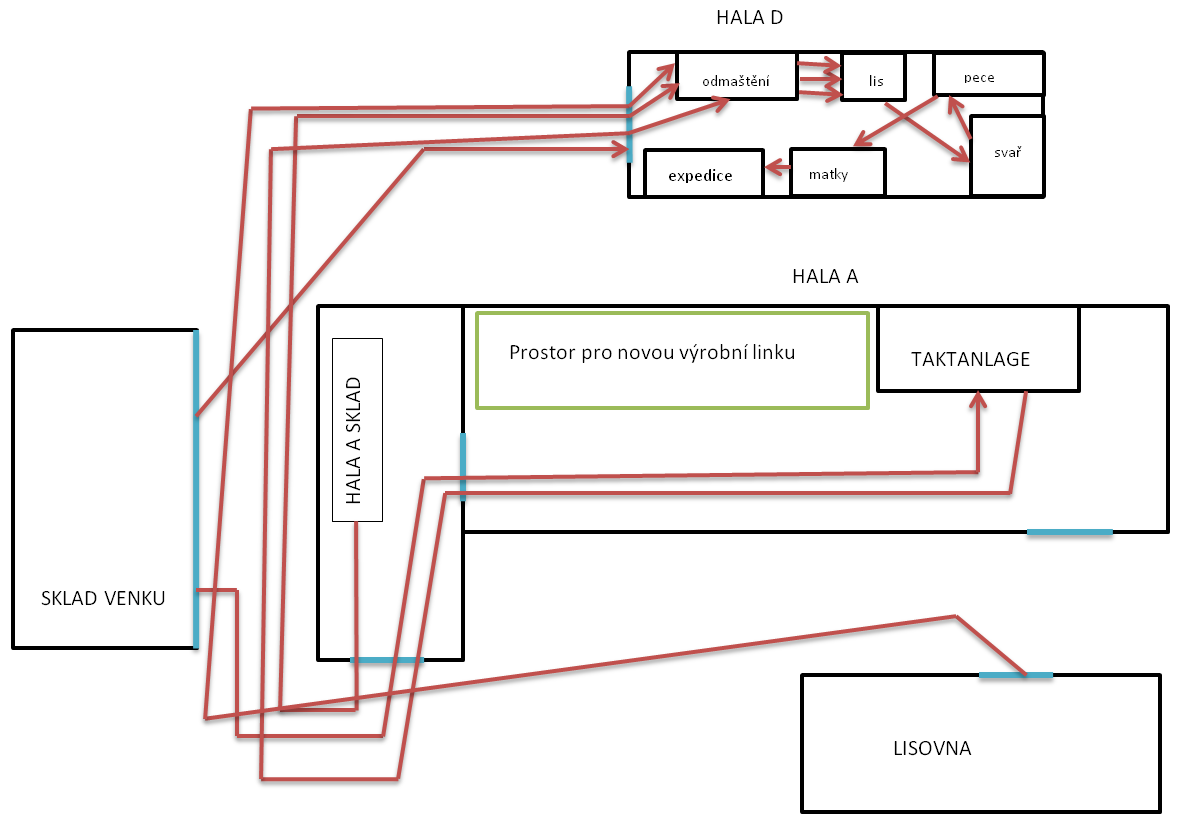 HALA D
odmaštění
lis
pece
svař
expedice
matky
HALA A
Prostor pro novou výrobní linku
TAKTANLAGE
HALA A SKLAD
SKLAD VENKU
LISOVNA